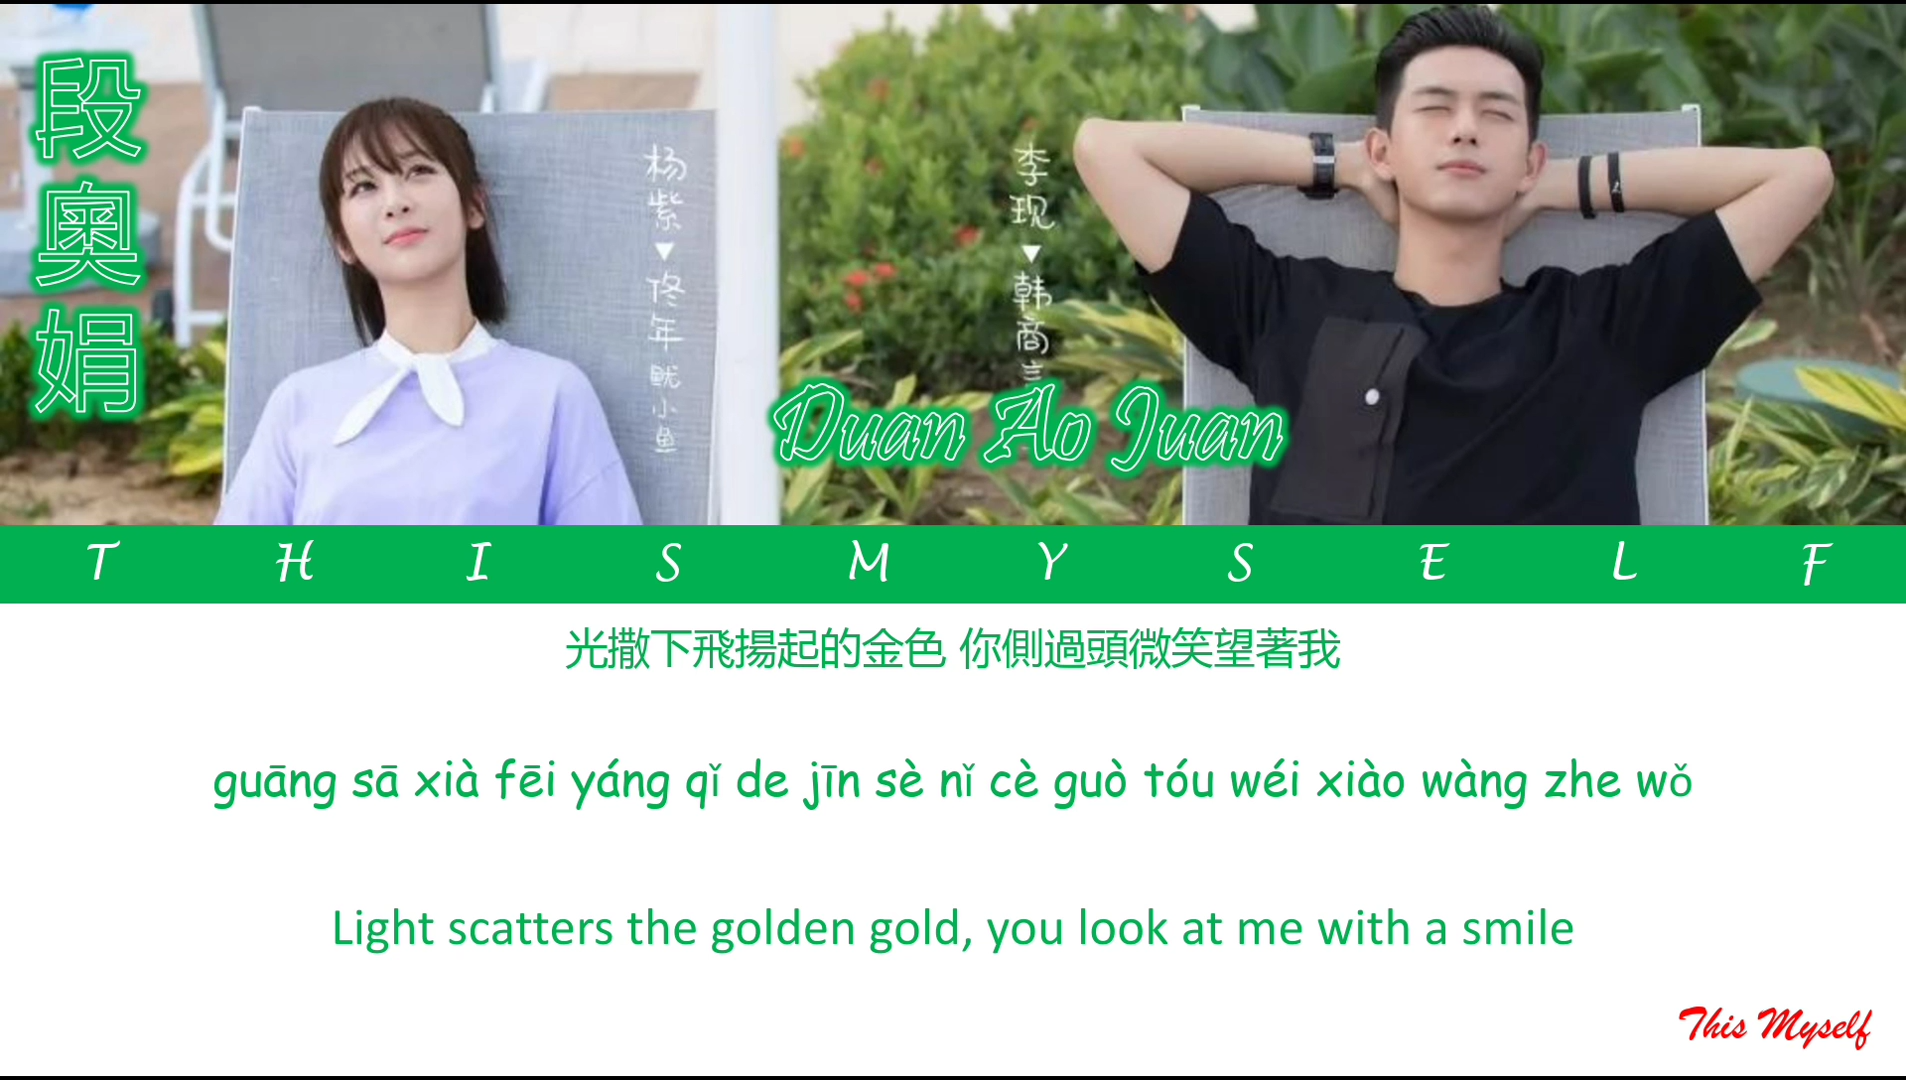 段奥娟
杨紫▼佟年 鱿小鱼
李现▼韩商言
Duan Ao Juan
T H I S M Y S E L F
光撒下飛揚起的金色 你側過頭微笑望著我
guāng sā xià fēi yáng qǐ de jīn sè nǐ cè guò tóu wéi xiào wàng zhe wǒ
Light scatters the golden gold, you look at me with a smile
This Myself